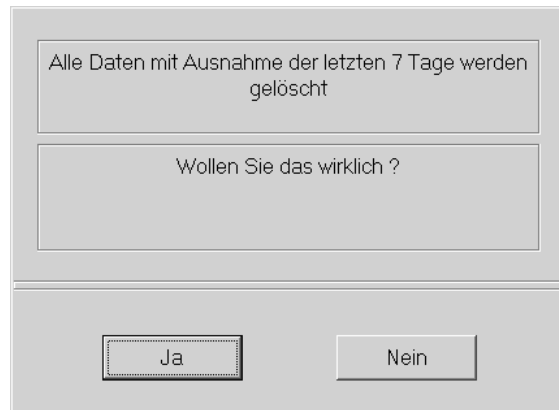 Alle Daten mit Ausnahme der letzten 7 Tage werden
gelöscht
Wollen Sie das wirklich ?
Ja
Nein